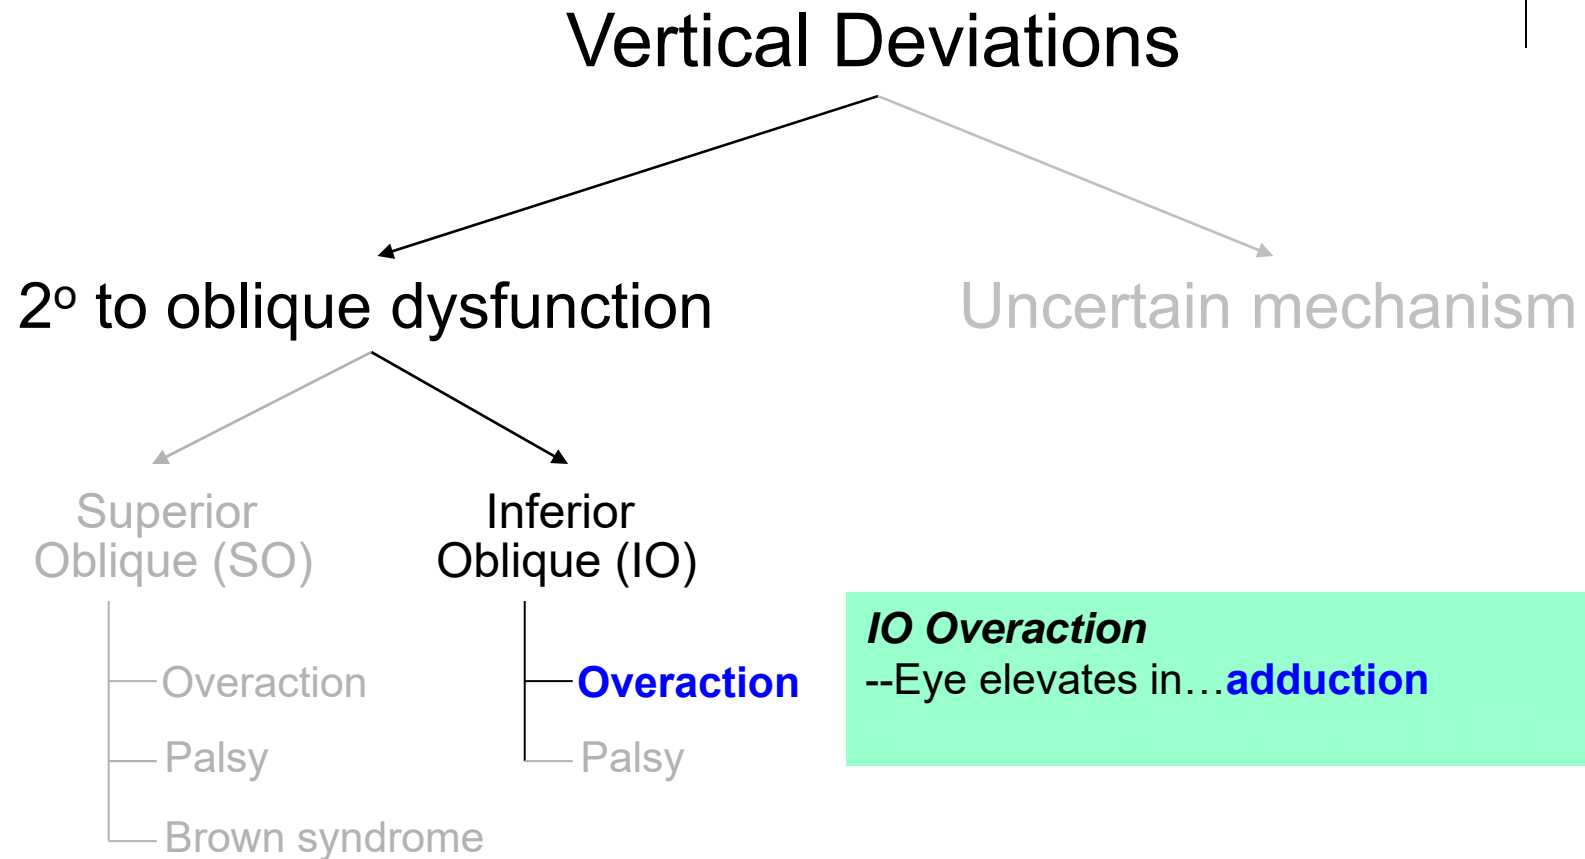 Vertical Deviations
2º to oblique dysfunction
Uncertain mechanism
Superior
Oblique (SO)
Inferior
Oblique (IO)
Overaction
Palsy
Brown syndrome
Overaction
Palsy
IO Overaction
--Eye elevates in…adduction